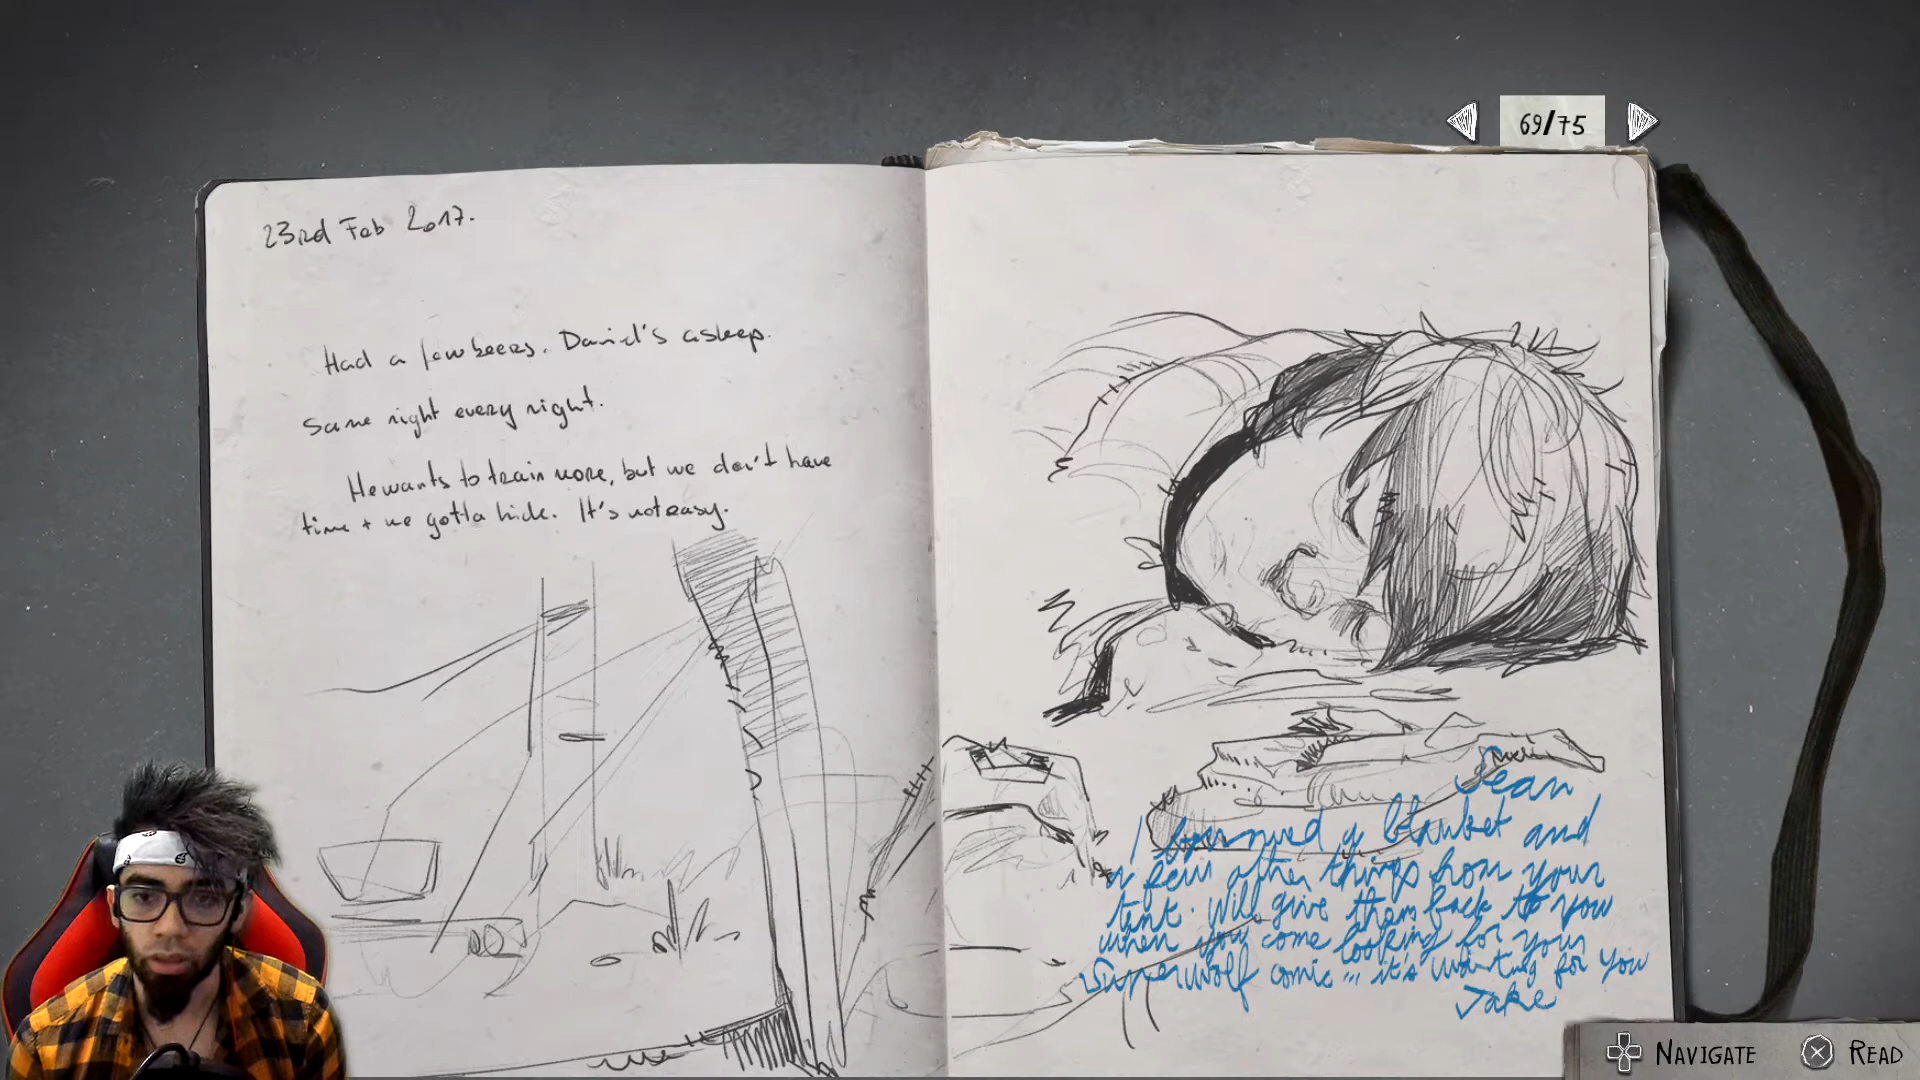 69/75
23rd Feb 2017.
Had a few beers. Daniel's asleep.
Same night every night.
He wants to train more, but we don't have
time + we gotta hide. It's not easy.
Sean
I borrowed a blanket and
a few other things from your
tent. Will give them back to you
when you come looking for your
Superwolf comic... it's waiting for you
Jake
NAVIGATE
READ